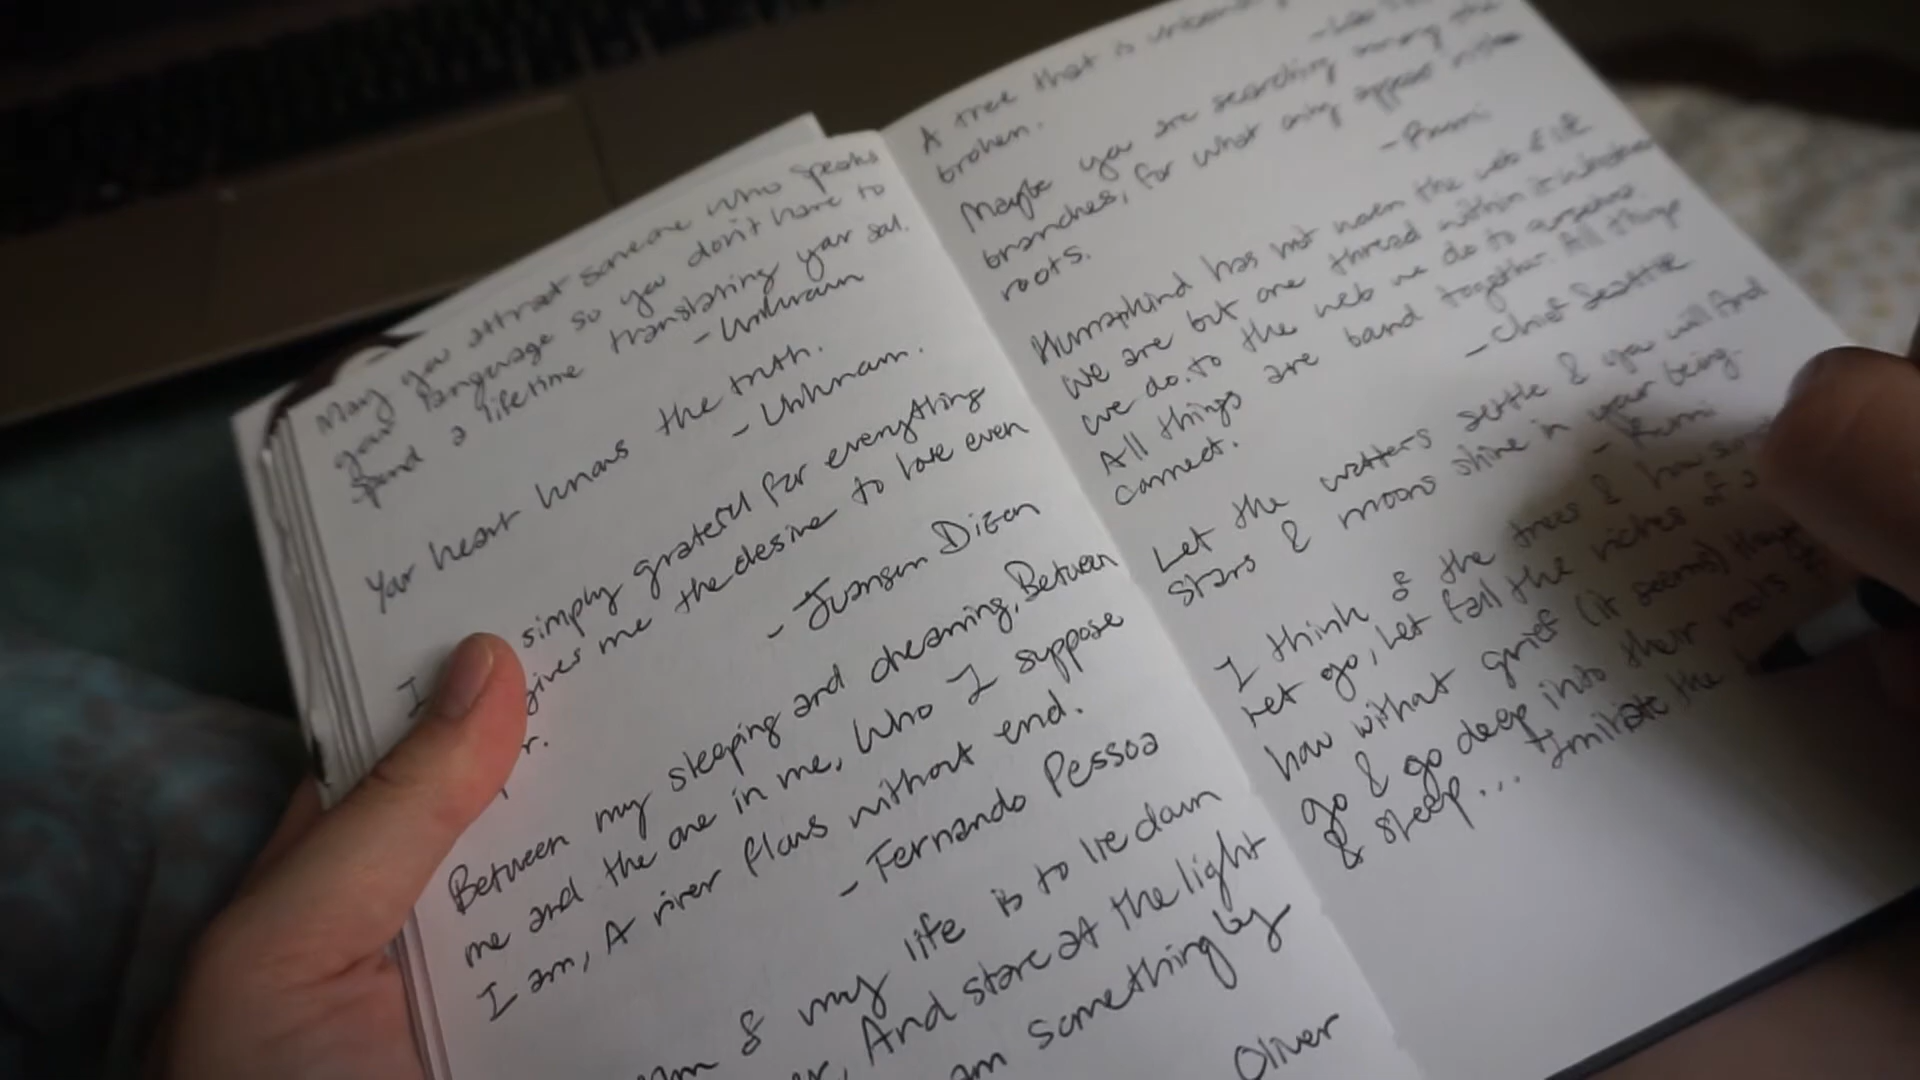 May you attract someone who speaks
your language so you don't have to
spend a lifetime translating your soul.
- Unknown
Your heart knows the truth.
- Unknown.
I simply grateful for everything
gives me the desire to love even
r.
- Juansen Dizon
Between my sleeping and dreaming, Between
me and the one in me, Who I suppose
I am, A river flows without end.
- Fernando Pessoa
of my life is to lie down
And stare at the light
something by
Oliver
A tree that is
broken.
Maybe you are searching among the
branches, for what only appears in the
roots.
- Rumi
Humankind has not woven the web of life
We are but one thread within it whatever
we do to the web we do to ourselves.
All things are bound together All things
connect.
- Chief Seattle
Let the waters settle & you will find
stars & moons shine in your being.
- Rumi
I think of the trees & how
let go, let fall the riches of a
how without grief (it seems) they
go & go deep into their roots
& sleep... Imitate the